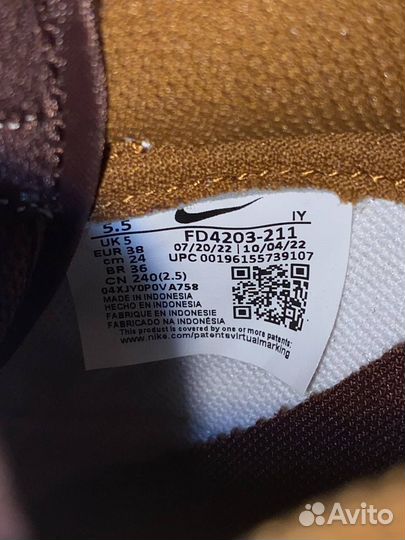 5.5
UK 5
EUR 38
cm 24
BR 36
CN 240(2.5)
IY
FD4203-211
07/20/22 | 10/04/22
UPC 00196155739107
04XJY0P0VA758
MADE IN INDONESIA
HECHO EN INDONESIA
FABRIQUE EN INDONESIE
FABRICADO NA INDONÉSIA
This product is covered by one or more patents:
www.nike.com/patentsvirtualmarking
Avito